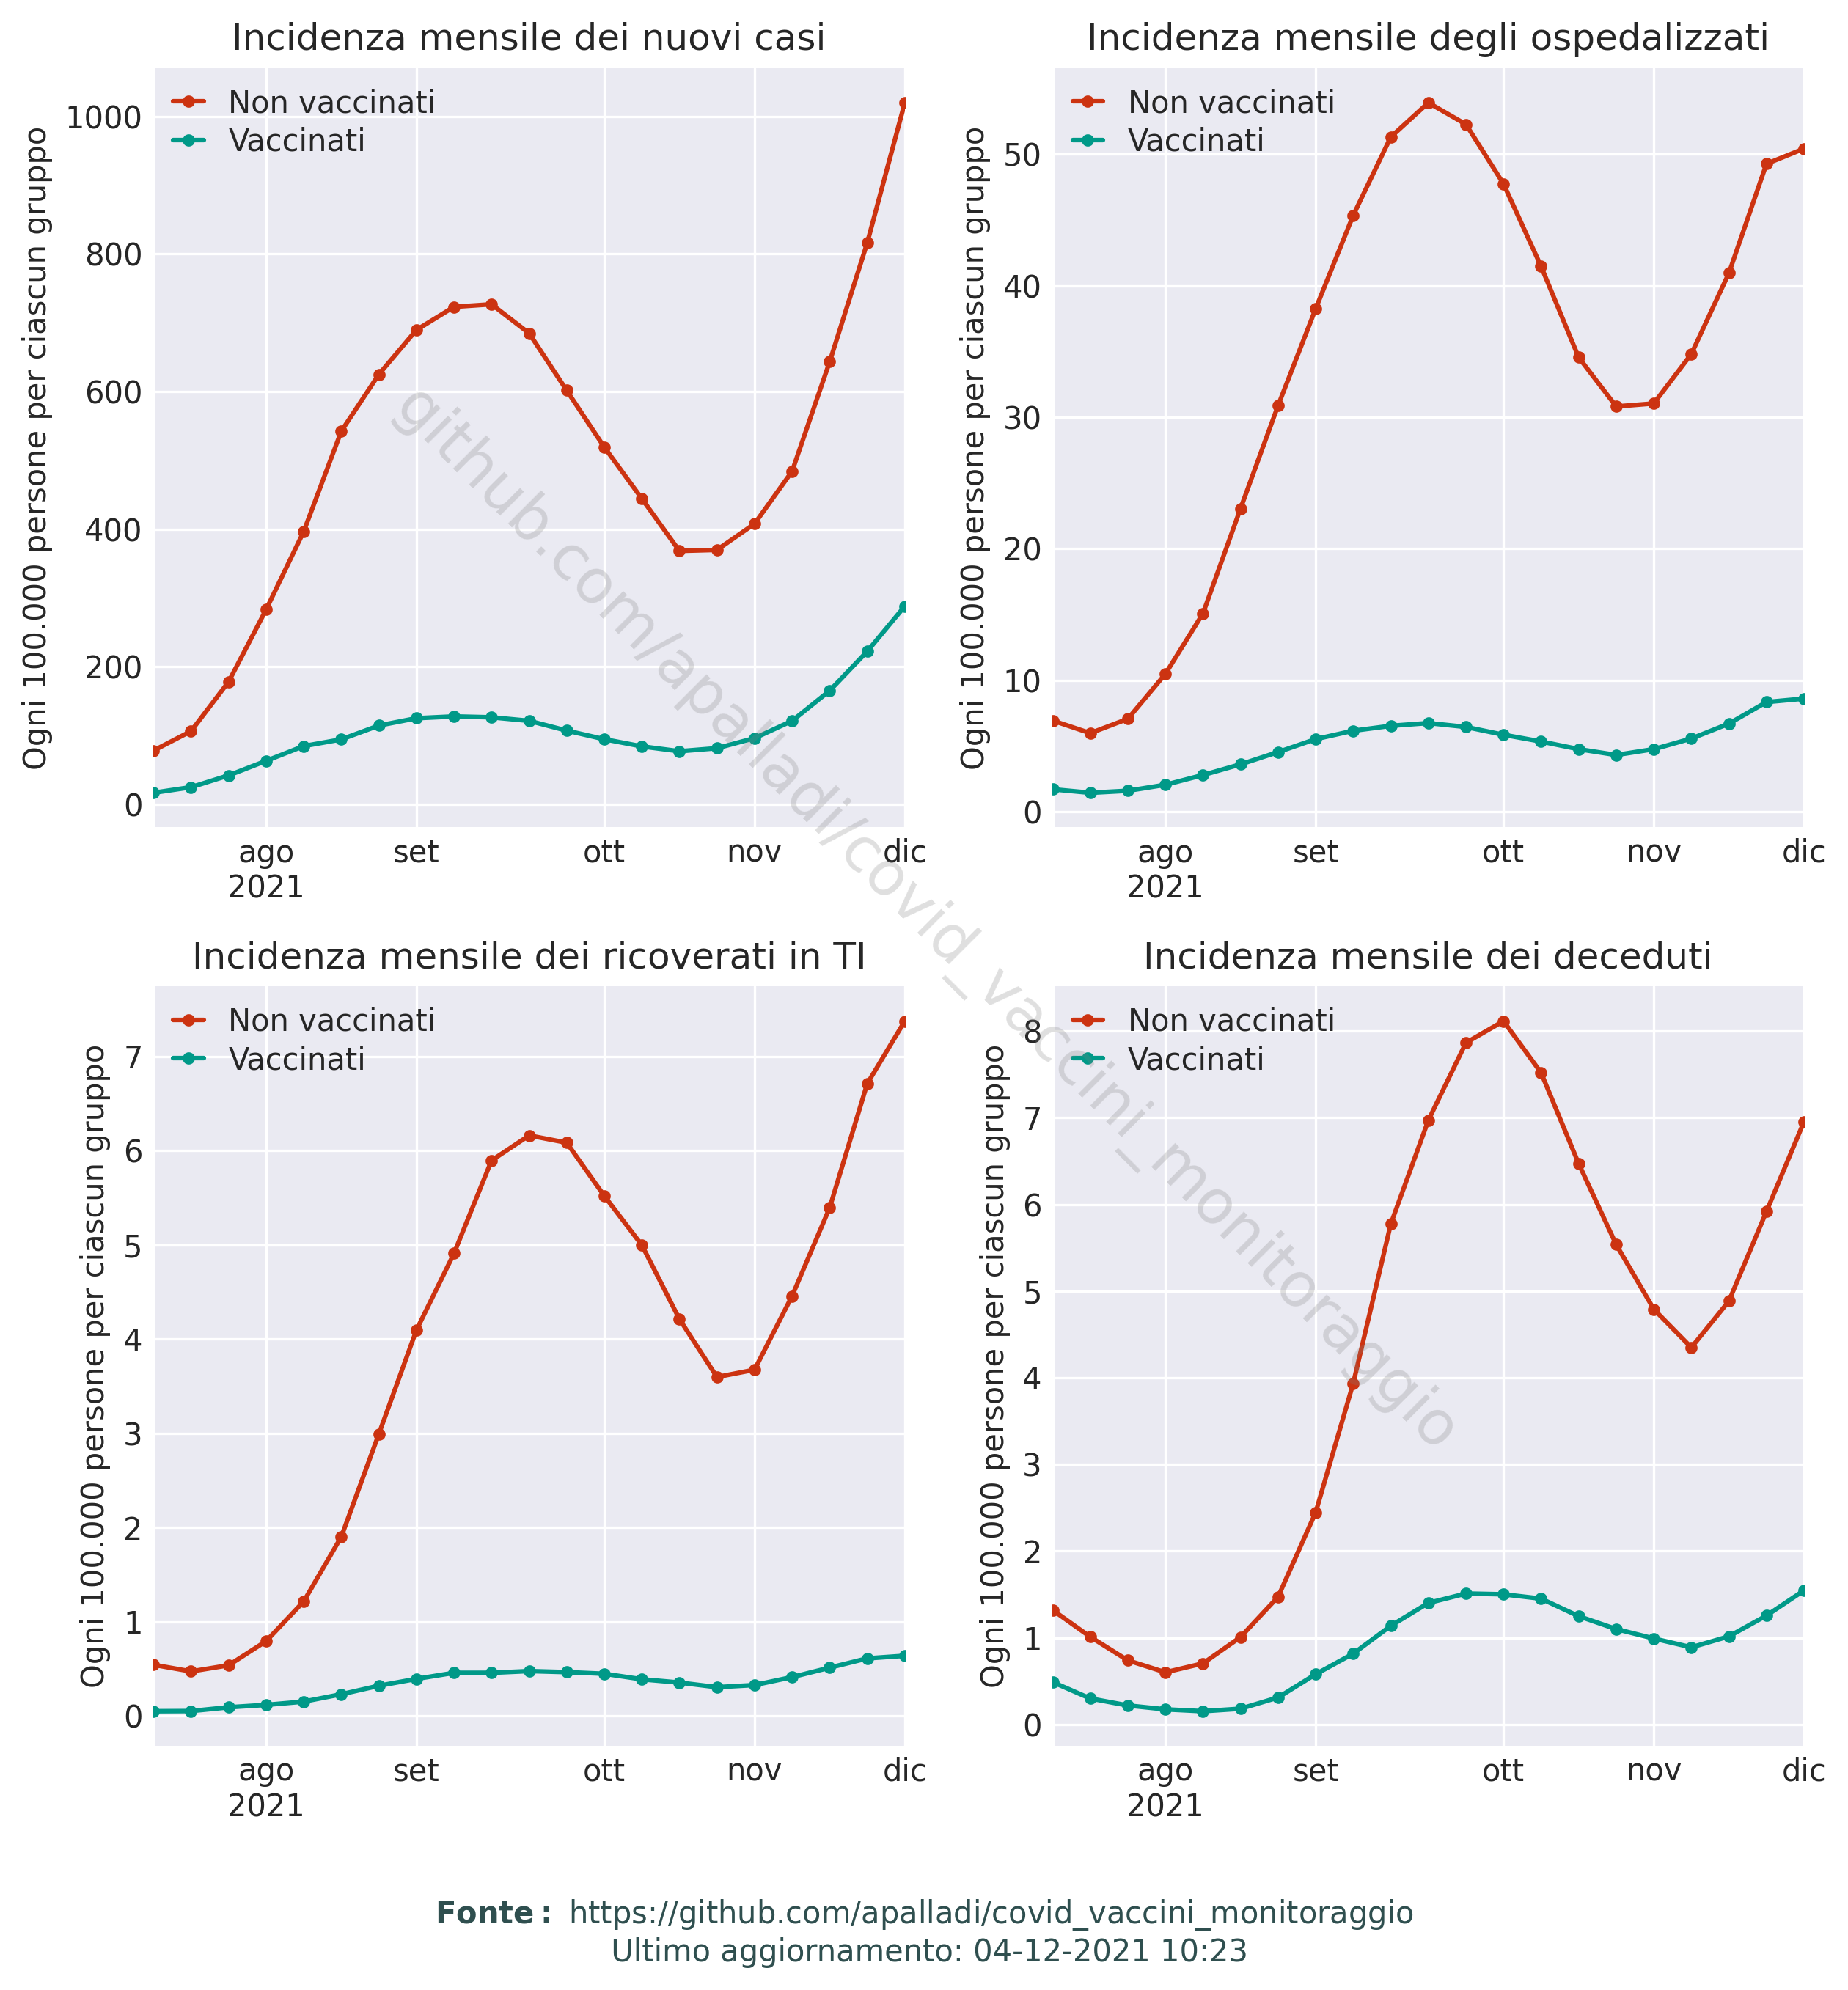 Incidenza mensile dei nuovi casi
Ogni 100.000 persone per ciascun gruppo
1000
800
600
400
200
0
Non vaccinati
Vaccinati
ago
2021
set
ott
nov
dic
Incidenza mensile degli ospedalizzati
Ogni 100.000 persone per ciascun gruppo
50
40
30
20
10
0
Non vaccinati
Vaccinati
ago
2021
set
ott
nov
dic
Incidenza mensile dei ricoverati in TI
Ogni 100.000 persone per ciascun gruppo
7
6
5
4
3
2
1
0
Non vaccinati
Vaccinati
ago
2021
set
ott
nov
dic
Incidenza mensile dei deceduti
Ogni 100.000 persone per ciascun gruppo
8
7
6
5
4
3
2
1
0
Non vaccinati
Vaccinati
ago
2021
set
ott
nov
dic
github.com/apalladi/covid_vaccini_monitoraggio
Fonte: https://github.com/apalladi/covid_vaccini_monitoraggio
Ultimo aggiornamento: 04-12-2021 10:23